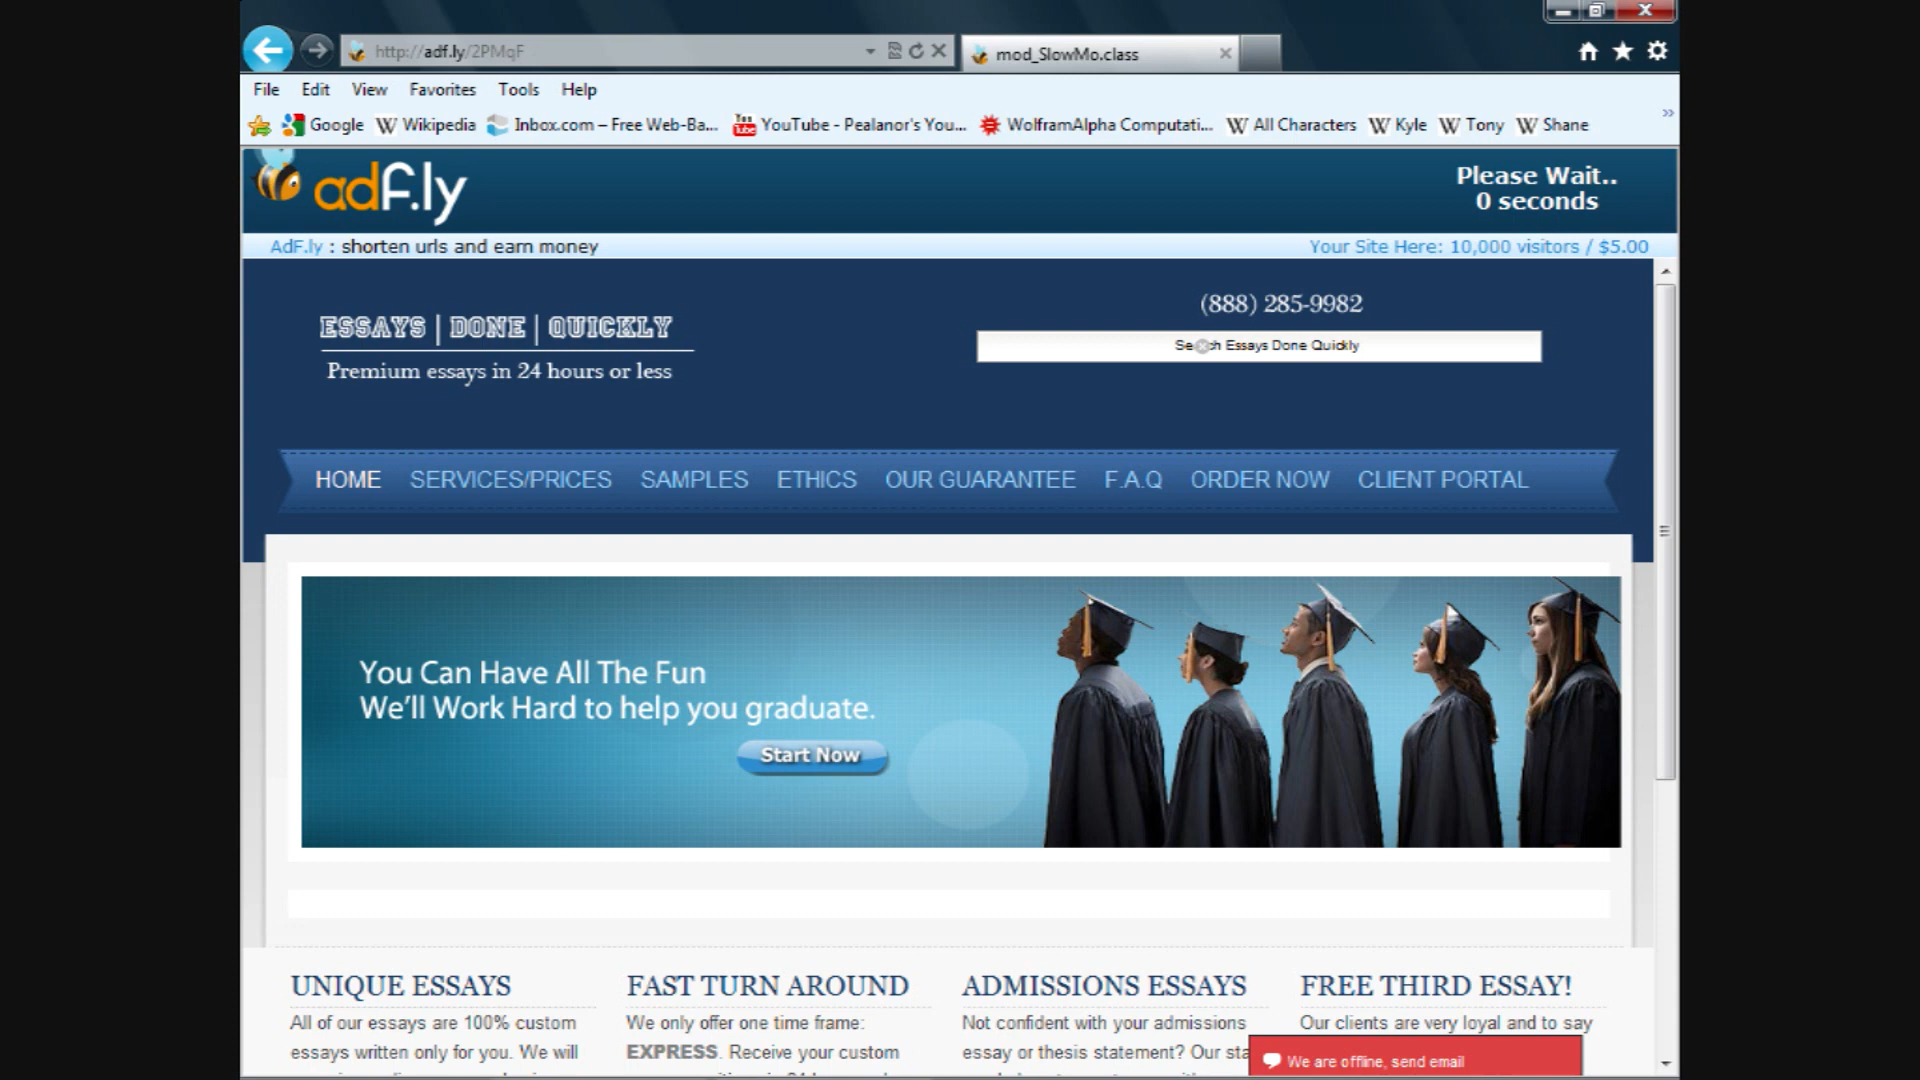 http://adf.ly/2PMqF
mod_SlowMo.class
File Edit View Favorites Tools Help
Google Wikipedia Inbox.com – Free Web-Ba... YouTube - Pealanor's You... WolframAlpha Computati... All Characters Kyle Tony Shane
adf.ly
Please Wait..
0 seconds
AdF.ly : shorten urls and earn money
Your Site Here: 10,000 visitors / $5.00
ESSAYS | DONE | QUICKLY
Premium essays in 24 hours or less
(888) 285-9982
Search Essays Done Quickly
HOME SERVICES/PRICES SAMPLES ETHICS OUR GUARANTEE F.A.Q ORDER NOW CLIENT PORTAL
You Can Have All The Fun
We'll Work Hard to help you graduate.
Start Now
UNIQUE ESSAYS
All of our essays are 100% custom
essays written only for you. We will
FAST TURN AROUND
We only offer one time frame:
EXPRESS. Receive your custom
ADMISSIONS ESSAYS
Not confident with your admissions
essay or thesis statement? Our sta
FREE THIRD ESSAY!
Our clients are very loyal and to say
We are offline, send email